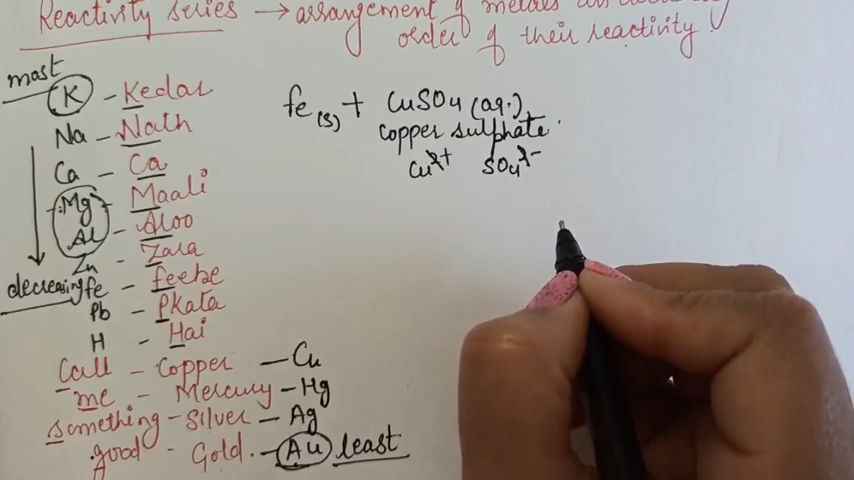 Reactivity series → arrangement of metals in
order of their reactivity.
most
K - Kedar
Na - Nath
Ca - Ca
Mg - Maali
Al - Aloo
Zn - Zara
decreasing
fe - feeke
Pb - Pkata
H - Hai
Call - Copper - Cu
me - Mercury - Hg
something - Silver - Ag
good - Gold. - Au least
fe(s) + CuSO4 (aq.)
copper sulphate.
Cu2+ SO42-